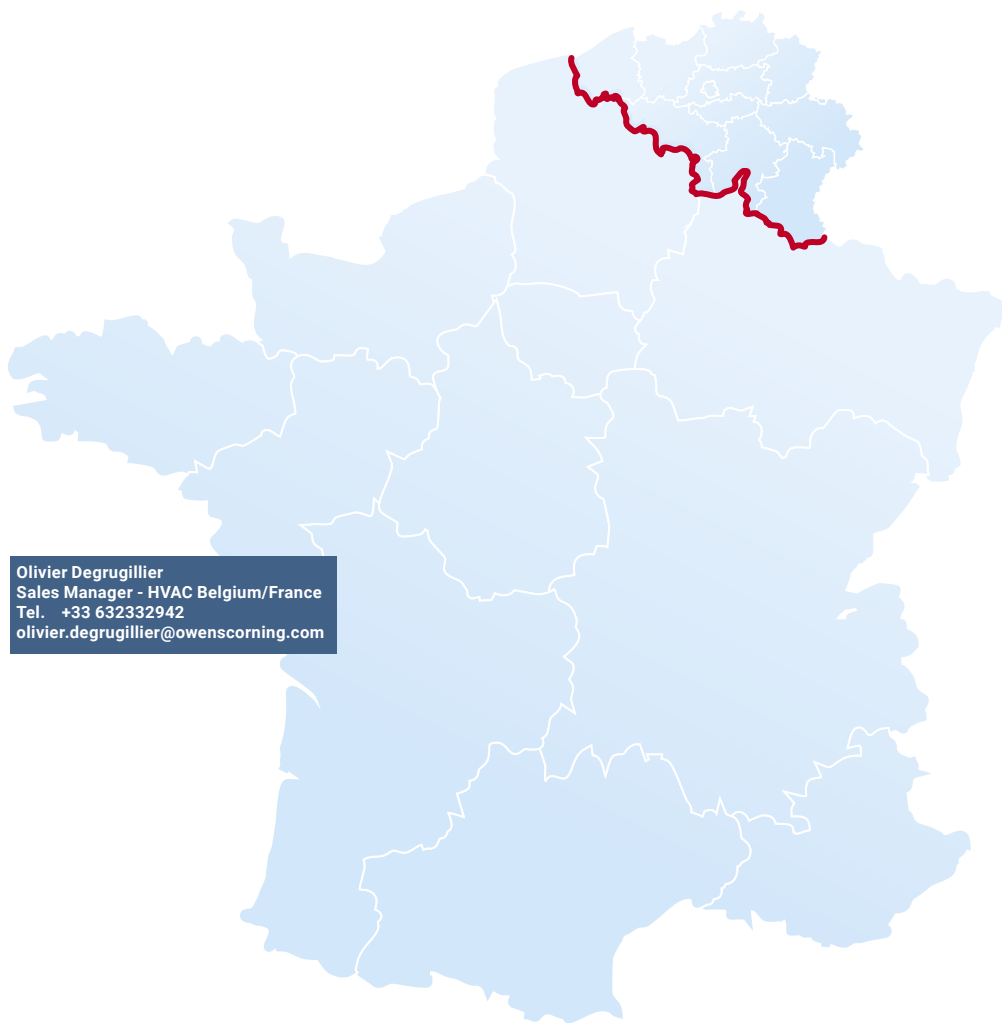 Olivier Degrugillier
Sales Manager - HVAC Belgium/France
Tel. +33 632332942
olivier.degrugillier@owenscorning.com